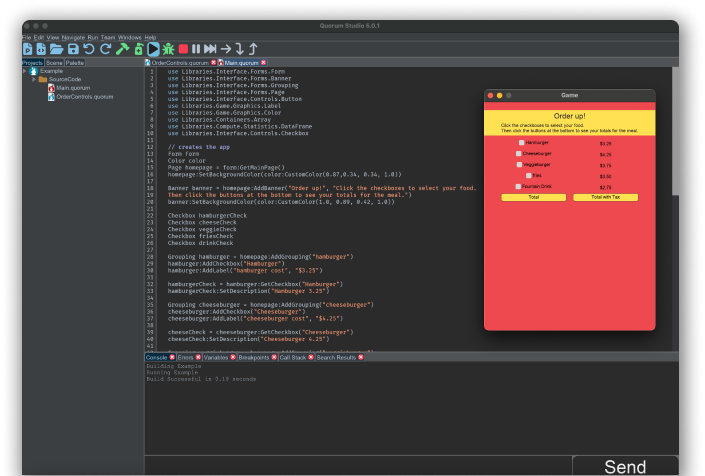 Quorum Studio 5.0.1
File Edit View Navigate Run Team Windows Help
Projects Scene Palette
OrderControls.quorum Main.quorum
Example
SourceCode
Main.quorum
OrderControls.quorum
1 use Libraries.Interface.Forms.Form
2 use Libraries.Interface.Forms.Banner
3 use Libraries.Interface.Forms.Grouping
4 use Libraries.Interface.Forms.Page
5 use Libraries.Interface.Controls.Button
6 use Libraries.Game.Graphics.Label
7 use Libraries.Game.Graphics.Color
8 use Libraries.Containers.Array
9 use Libraries.Compute.Statistics.DataFrame
10 use Libraries.Interface.Controls.Checkbox
11
12 // creates the app
13 Form form
14 Color color
15 Page homepage = form:GetMainPage()
16 homepage:SetBackgroundColor(color:CustomColor(0.87,0.34, 0.34, 1.0))
17
18 Banner banner = homepage:AddBanner("Order up!", "Click the checkboxes to select your food.
19 Then click the buttons at the bottom to see your totals for the meal.")
20 banner:SetBackgroundColor(color:CustomColor(1.0, 0.89, 0.42, 1.0))
21
22 Checkbox hamburgerCheck
23 Checkbox cheeseCheck
24 Checkbox veggieCheck
25 Checkbox friesCheck
26 Checkbox drinkCheck
27
28 Grouping hamburger = homepage:AddGrouping("hamburger")
29 hamburger:AddCheckbox("Hamburger")
30 hamburger:AddLabel("hamburger cost", "$3.25")
31
32 hamburgerCheck = hamburger:GetCheckbox("Hamburger")
33 hamburgerCheck:SetDescription("Hamburger 3.25")
34
35 Grouping cheeseburger = homepage:AddGrouping("cheeseburger")
36 cheeseburger:AddCheckbox("Cheeseburger")
37 cheeseburger:AddLabel("cheeseburger cost", "$4.25")
38
39 cheeseCheck = cheeseburger:GetCheckbox("Cheeseburger")
40 cheeseCheck:SetDescription("Cheeseburger 4.25")
41
Game
Order up!
Click the checkboxes to select your food.
Then click the buttons at the bottom to see your totals for the meal.
Hamburger $3.25
Cheeseburger $4.25
veggieburger $3.75
fries $3.50
Fountain Drink $2.75
Total Total with Tax
Console Errors Variables Breakpoints Call Stack Search Results
Building Example
Running Example
Build Successful in 0.19 seconds
Send